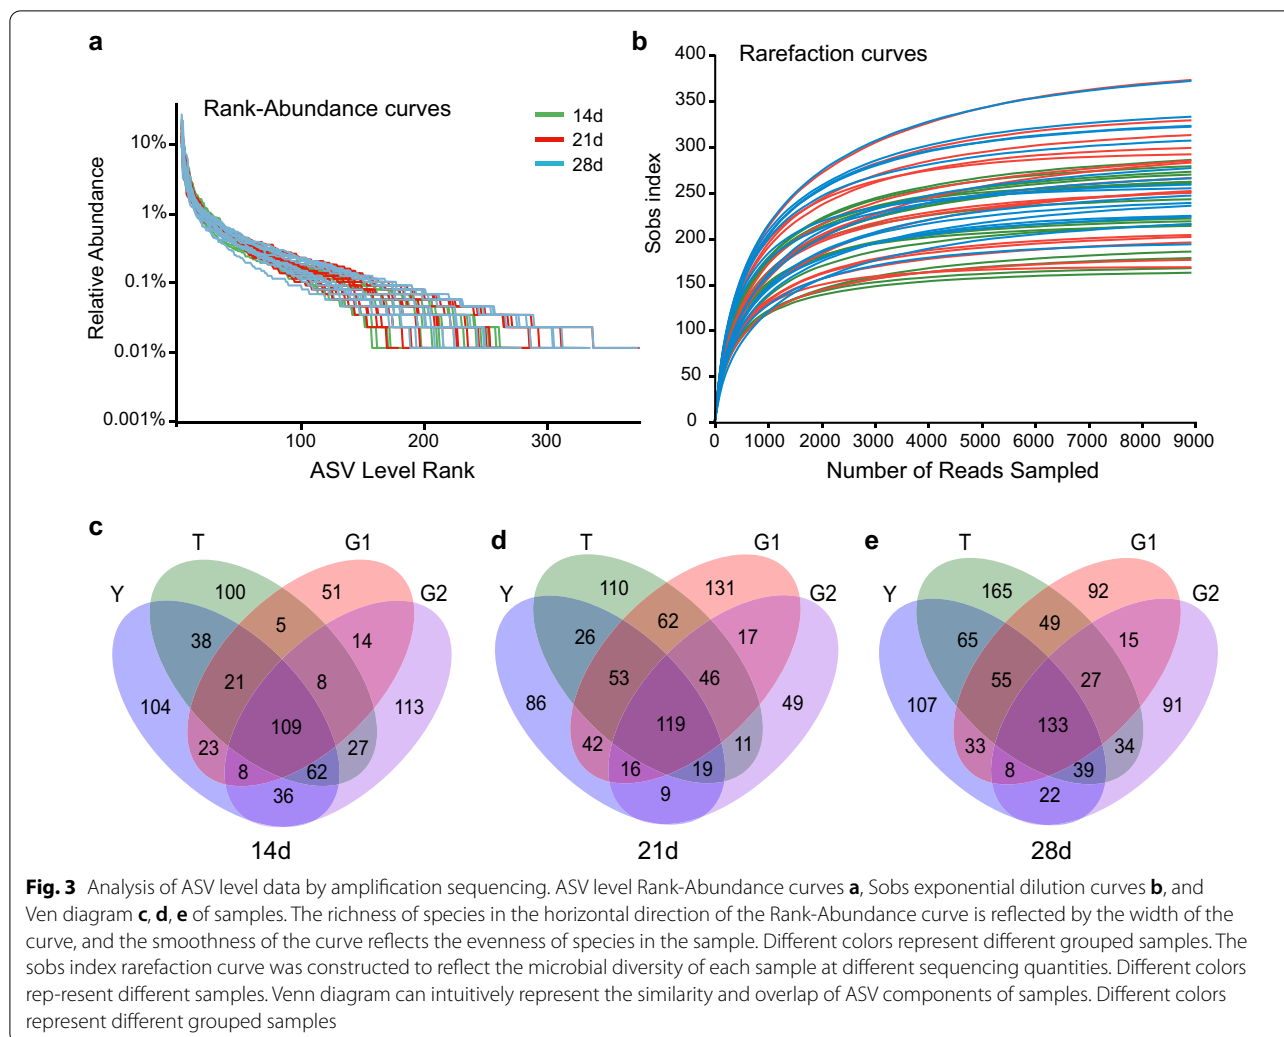 a
Rank-Abundance curves
14d
21d
28d
10%
1%
0.1%
0.01%
0.001%
Relative Abundance
100
200
300
ASV Level Rank
b
Rarefaction curves
400
350
300
250
200
150
100
50
0
Sobs index
0
1000
2000
3000
4000
5000
6000
7000
8000
9000
Number of Reads Sampled
c
T
G1
Y
G2
100
51
38
5
14
21
8
104
113
109
23
27
8
62
36
14d
d
T
G1
Y
G2
110
131
26
62
17
53
46
86
49
119
42
11
16
19
9
21d
e
T
G1
Y
G2
165
92
65
49
15
55
27
107
91
133
33
34
8
39
22
28d
Fig. 3 Analysis of ASV level data by amplification sequencing. ASV level Rank-Abundance curves a, Sobs exponential dilution curves b, and
Ven diagram c, d, e of samples. The richness of species in the horizontal direction of the Rank-Abundance curve is reflected by the width of the
curve, and the smoothness of the curve reflects the evenness of species in the sample. Different colors represent different grouped samples. The
sobs index rarefaction curve was constructed to reflect the microbial diversity of each sample at different sequencing quantities. Different colors
rep-resent different samples. Venn diagram can intuitively represent the similarity and overlap of ASV components of samples. Different colors
represent different grouped samples